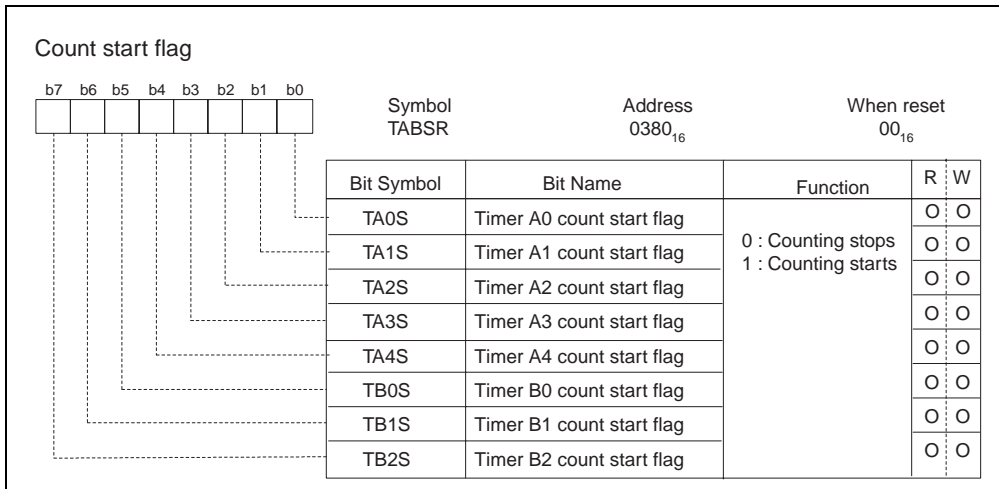 Count start flag
b7 b6 b5 b4 b3 b2 b1 b0
Symbol Address When reset
TABSR 0380₁₆ 00₁₆
Bit Symbol Bit Name Function R W
TA0S Timer A0 count start flag O O
0 : Counting stops
1 : Counting starts
TA1S Timer A1 count start flag O O
TA2S Timer A2 count start flag O O
TA3S Timer A3 count start flag O O
TA4S Timer A4 count start flag O O
TB0S Timer B0 count start flag O O
TB1S Timer B1 count start flag O O
TB2S Timer B2 count start flag O O